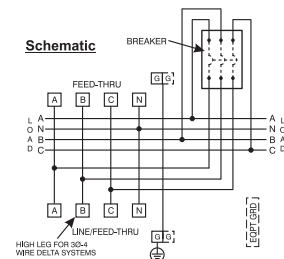 Schematic
BREAKER
FEED-THRU
G G
A B C N
L O A D
A
N
B
C
A
N
B
C
L O A D
A B C N
EQPT GRD
G G
LINE/FEED-THRU
HIGH LEG FOR 3Ø-4
WIRE DELTA SYSTEMS